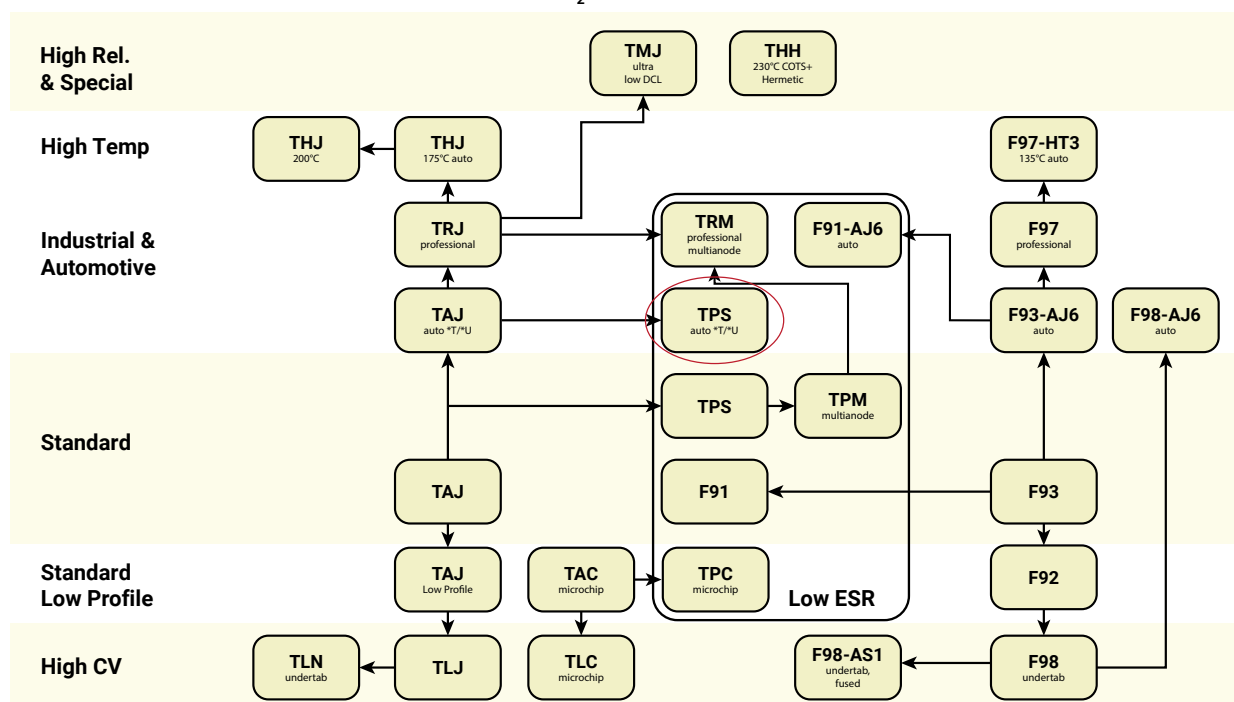 2
High Rel.
& Special
TMJ
ultra
low DCL
THH
230°C COTS+
Hermetic
High Temp
THJ
200°C
THJ
175°C auto
F97-HT3
135°C auto
Industrial &
Automotive
TRJ
professional
TRM
professional
multianode
F91-AJ6
auto
F97
professional
TAJ
auto *T/*U
TPS
auto *T/*U
F93-AJ6
auto
F98-AJ6
auto
Standard
TPS
TPM
multianode
TAJ
F91
F93
Standard
Low Profile
TAJ
Low Profile
TAC
microchip
TPC
microchip
Low ESR
F92
High CV
TLN
undertab
TLJ
TLC
microchip
F98-AS1
undertab,
fused
F98
undertab